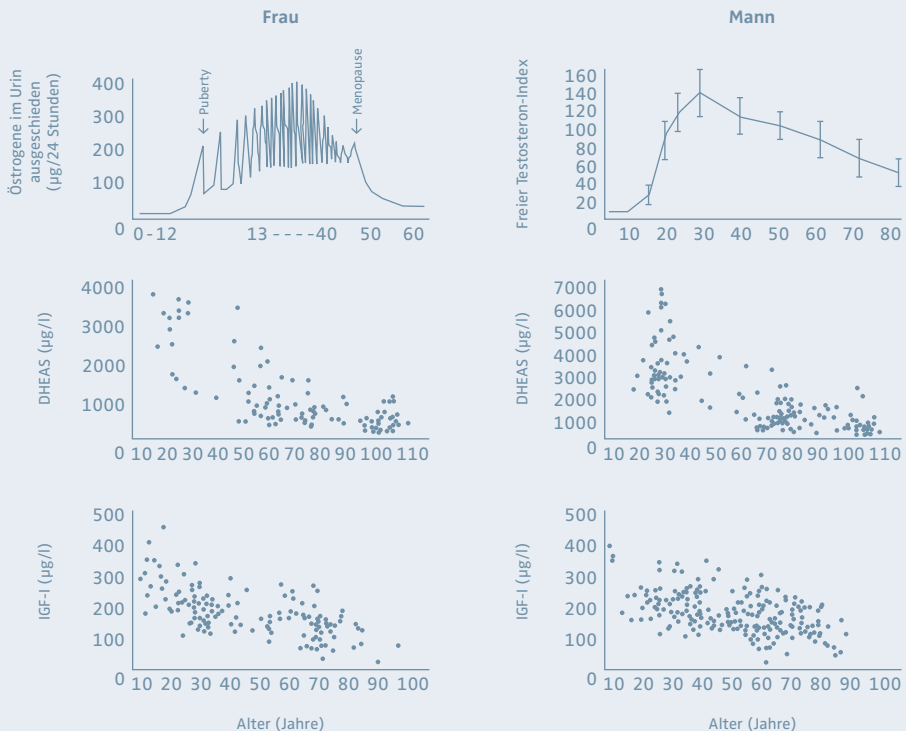 Frau
Mann
Östrogene im Urin
ausgeschieden
(µg/24 Stunden)
400
300
200
100
0
Puberty
Menopause
0-12
13 ----40
50
60
Freier Testosteron-Index
160
140
120
100
80
60
40
20
0
10 20 30 40 50 60 70 80
DHEAS (µg/l)
4000
3000
2000
1000
0
10 20 30 40 50 60 70 80 90 100 110
DHEAS (µg/l)
7000
6000
5000
4000
3000
2000
1000
0
10 20 30 40 50 60 70 80 90 100 110
IGF-I (µg/l)
500
400
300
200
100
0
10 20 30 40 50 60 70 80 90 100
Alter (Jahre)
IGF-I (µg/l)
500
400
300
200
100
0
10 20 30 40 50 60 70 80 90 100
Alter (Jahre)